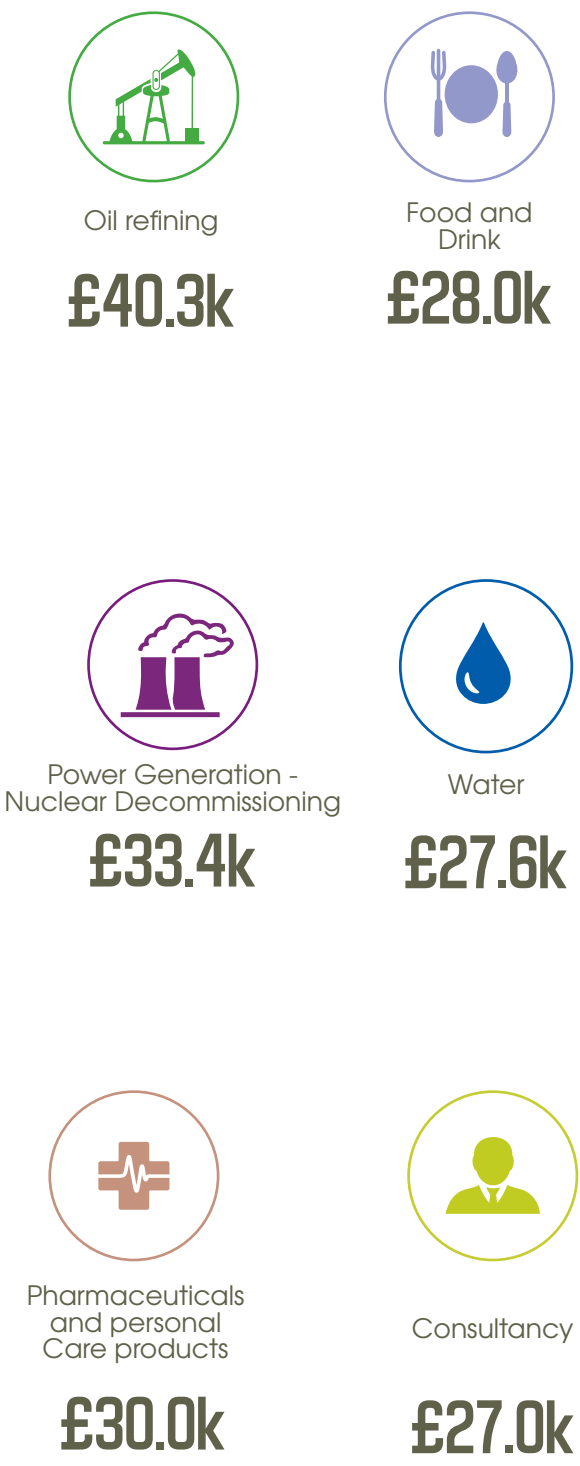 Oil refining
£40.3k
Food and
Drink
£28.0k
Power Generation -
Nuclear Decommissioning
£33.4k
Water
£27.6k
Pharmaceuticals
and personal
Care products
£30.0k
Consultancy
£27.0k